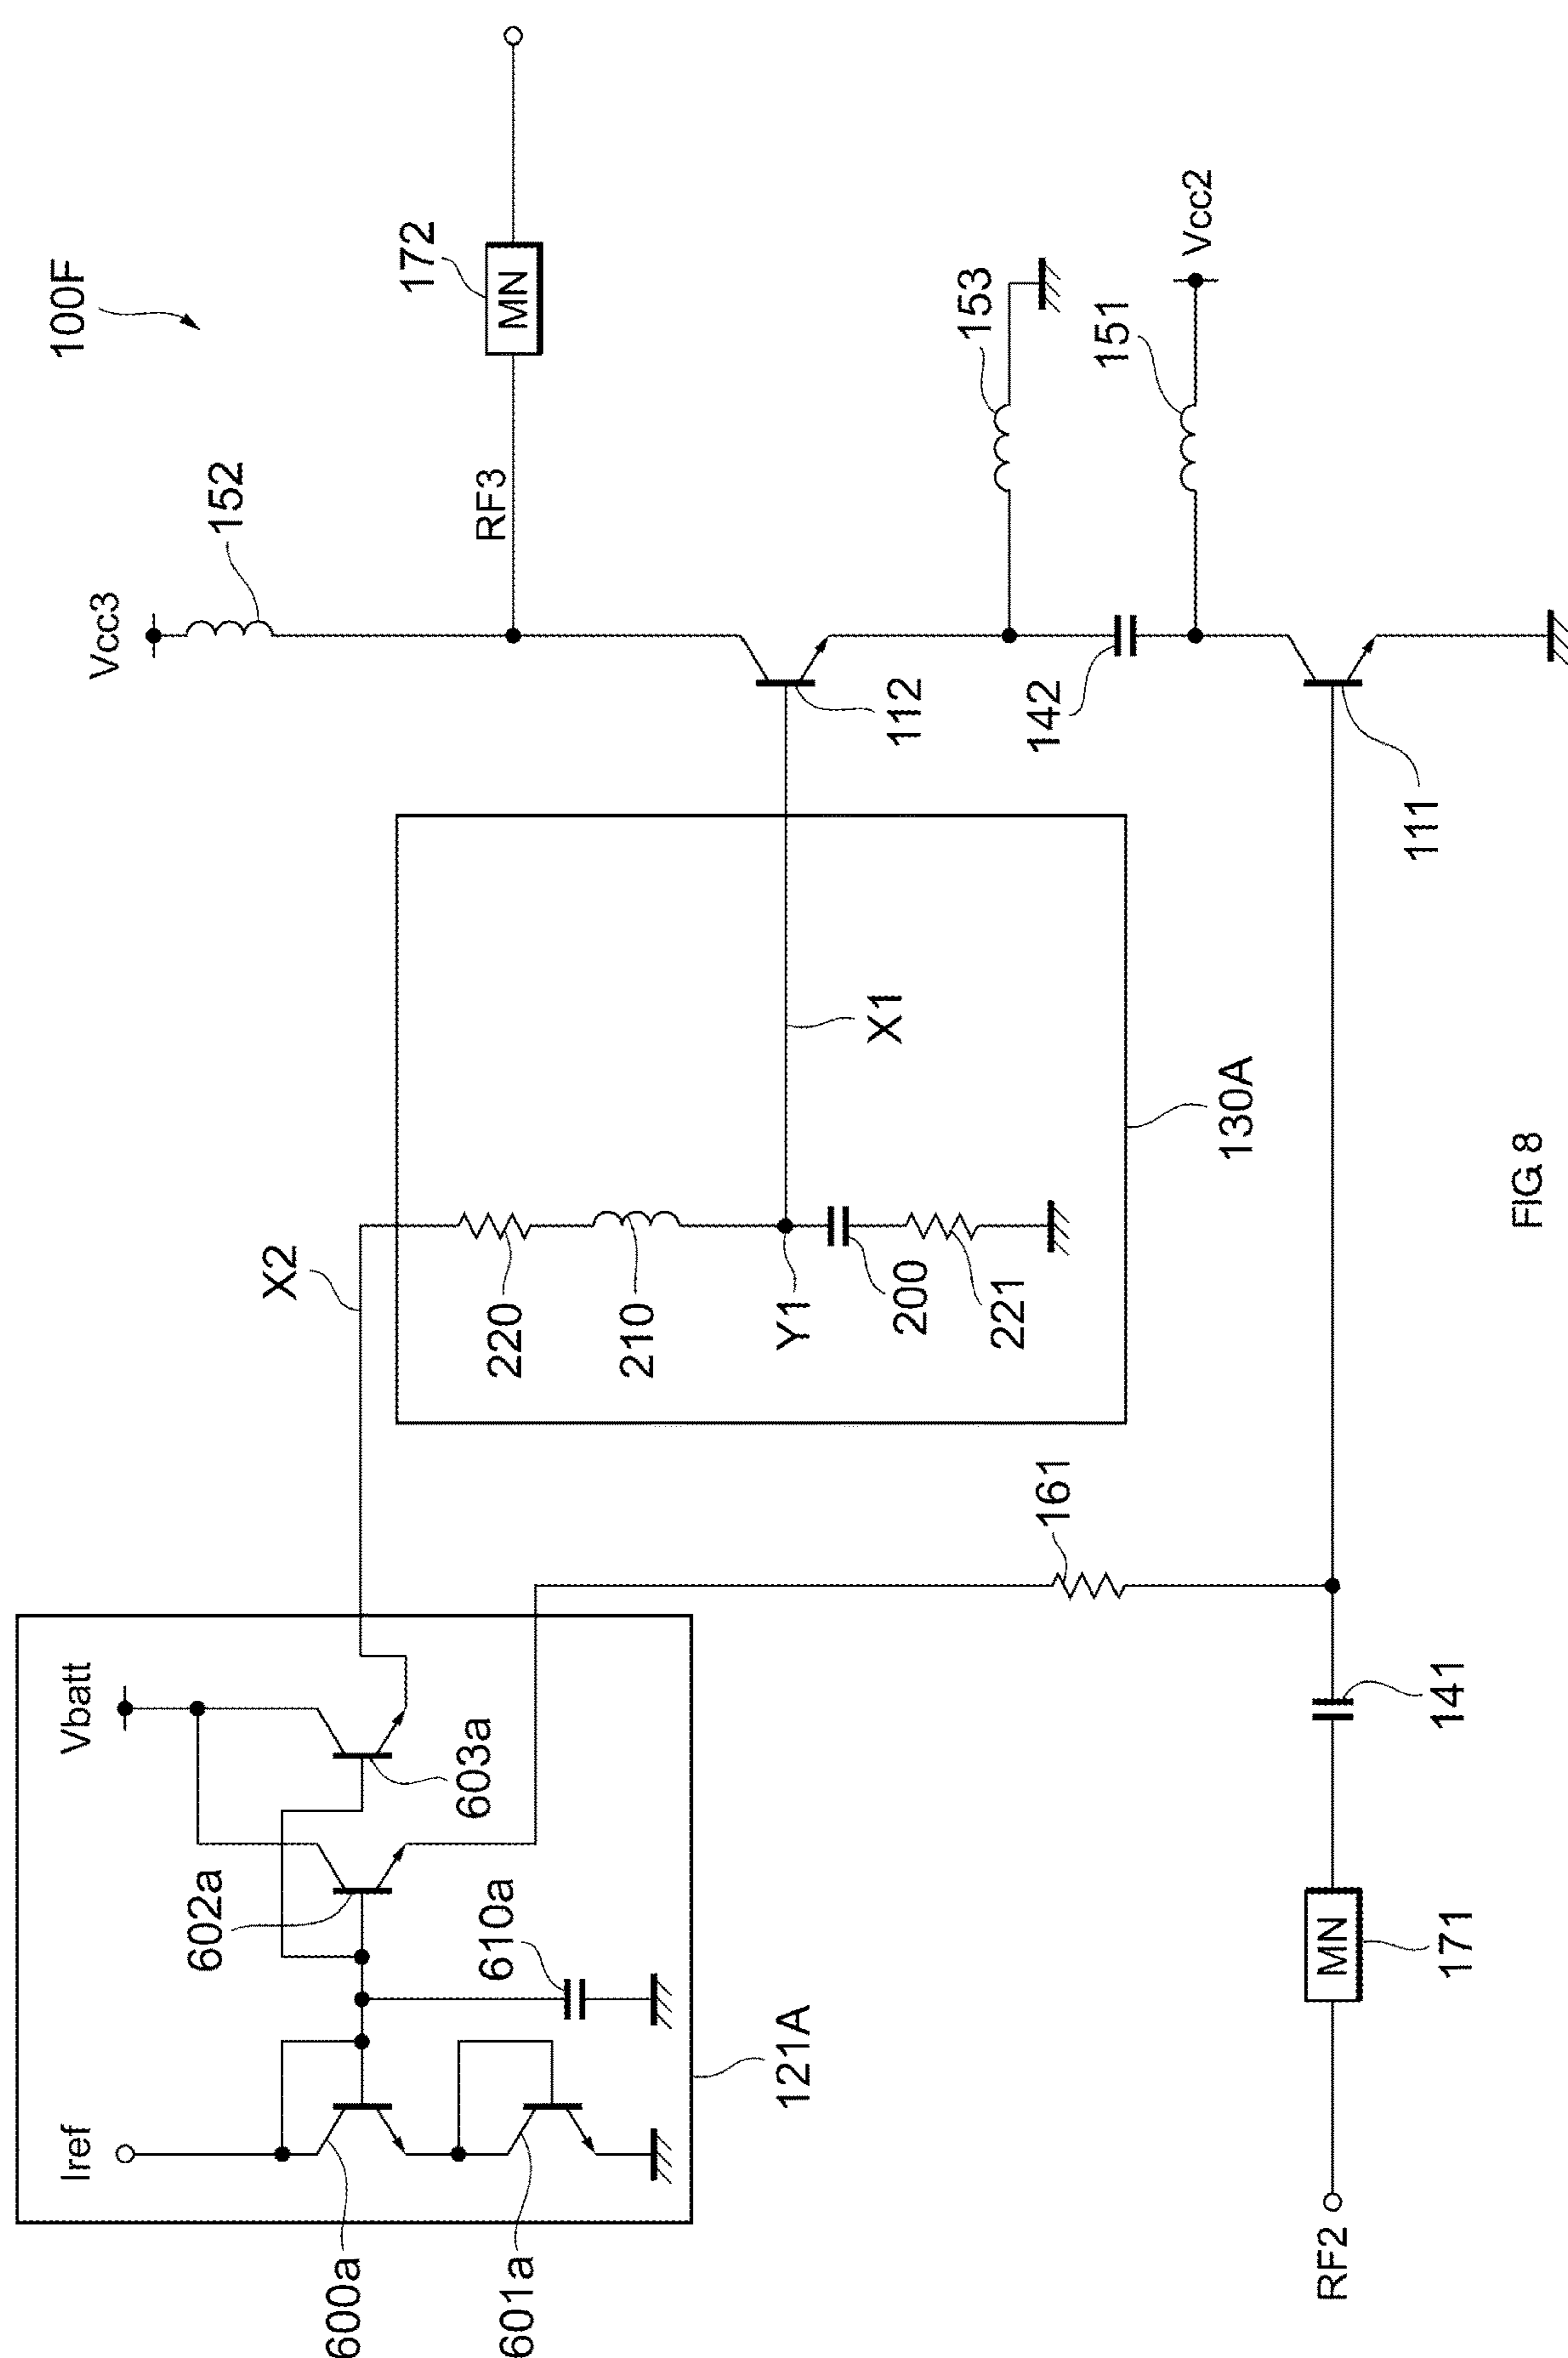 100F
Vcc3
152
RF3
172
MN
Vbatt
Iref
X2
602a
603a
610a
600a
601a
121A
220
210
Y1
200
221
X1
130A
112
153
142
151
Vcc2
161
111
RF2
MN
171
141
FIG. 8